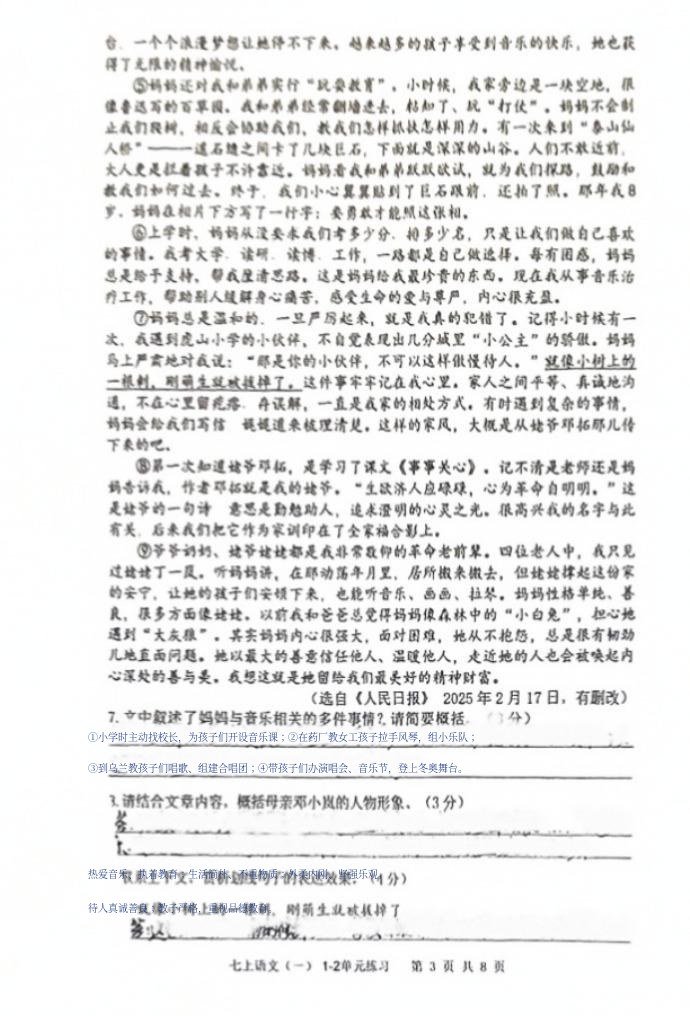 台、一个个浪漫梦想让她停不下来。越来越多的孩子享受到音乐的快乐，她也获
得了无限的精神愉悦。
⑤妈妈还对我和弟弟实行“玩耍教育”。小时候，我家旁边是一块空地，很
像鲁迅写的百草园。我和弟弟经常翻墙进去，粘知了、玩“打仗”。妈妈不会制
止我们爬树，相反会协助我们，教我们怎样抓扶怎样用力。有一次来到“泰山仙
人桥”——一道石缝之间卡了几块巨石，下面就是深深的山谷。人们不敢近前，
大人更是拦着孩子不许靠近。妈妈看我和弟弟跃跃欲试，就为我们探路，鼓励和
教我们如何过去。终于，我们小心翼翼贴到了巨石跟前，还拍了照。那年我8
岁。妈妈在相片下方写了一行字：要勇敢才能照这张相。
⑥上学时，妈妈从没要求我们考多少分、排多少名，只是让我们做自己喜欢
的事情。我考大学、读研、读博、工作，一路都是自己做选择。每有困惑，妈妈
总是给予支持，帮我厘清思路。这是妈妈给我最珍贵的东西。现在我从事音乐治
疗工作，帮助别人缓解身心痛苦，感受生命的爱与尊严，内心很充盈。
⑦妈妈总是温和的，一旦严厉起来，就是我真的犯错了。记得小时候有一
次，我遇到虎山小学的小伙伴，不自觉表现出几分城里“小公主”的骄傲。妈妈
马上严肃地对我说：“那是你的小伙伴，不可以这样傲慢待人。”就像小树上的
一根刺，刚萌生就被拔掉了。这件事牢牢记在我心里。家人之间平等、真诚地沟
通，不在心里留疙瘩、存误解，一直是我家的相处方式。有时遇到复杂的事情，
妈妈会给我们写信 娓娓道来梳理清楚。这样的家风，大概是从姥爷邓拓那儿传
下来的吧。
⑧第一次知道姥爷邓拓，是学习了课文《事事关心》。记不清是老师还是妈
妈告诉我，作者邓拓就是我的姥爷。“生欲济人应碌碌，心为革命自明明。”这
是姥爷的一句诗 意思是勤勉助人，追求澄明的心灵之光。很高兴我的名字与此
有关，后来我们把它作为家训印在了全家福合影上。
⑨爷爷奶奶、姥爷姥姥都是我非常敬仰的革命老前辈。四位老人中，我只见
过姥姥丁一岚。听妈妈讲，在那动荡年月里，居所搬来搬去，但姥姥撑起这份家
的安宁，让她的孩子们安顿下来，也能听音乐、画画、拉琴。妈妈性格单纯、善
良，很多方面像姥姥。以前我和爸爸总觉得妈妈像森林中的“小白兔”，担心她
遇到“大灰狼”。其实妈妈内心很强大，面对困难，她从不抱怨，总是很有韧劲
儿地直面问题。她以最大的善意信任他人、温暖他人，走近她的人也会被唤起内
心深处的善与美。我想这就是她留给我们最美好的精神财富。
（选自《人民日报》 2025年2月17日，有删改）
7.文中叙述了妈妈与音乐相关的多件事情？请简要概括。（3分）
①小学时主动找校长，为孩子们开设音乐课；②在药厂教女工孩子拉手风琴，组小乐队；
③到乌兰教孩子们唱歌、组建合唱团；④带孩子们办演唱会、音乐节，登上冬奥舞台。
8.请结合文章内容，概括母亲邓小岚的人物形象。（3分）
答
热爱音乐，执着教育；生活简朴、不重物质；外柔内刚、坚强乐观
（4分）
待人真诚善良；教子严格，重视品德教育。
刚萌生就被拔掉了
七上语文（一） 1-2单元练习 第 3 页 共 8 页